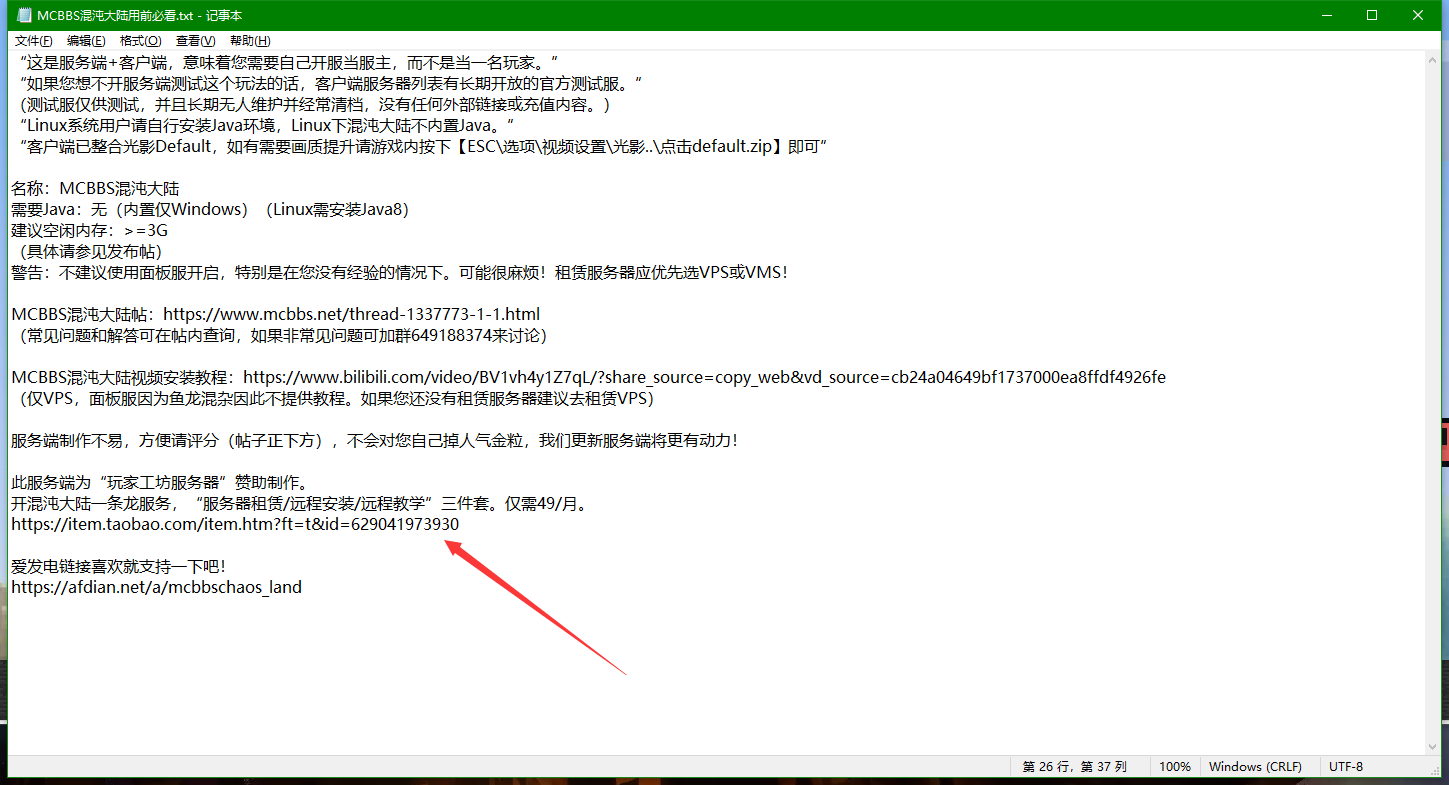 MCBBS混沌大陆用前必看.txt - 记事本
文件(F) 编辑(E) 格式(O) 查看(V) 帮助(H)
“这是服务端+客户端，意味着您需要自己开服当服主，而不是当一名玩家。”
“如果您想不开服务端测试这个玩法的话，客户端服务器列表有长期开放的官方测试服。”
（测试服仅供测试，并且长期无人维护并经常清档，没有任何外部链接或充值内容。）
“Linux系统用户请自行安装Java环境，Linux下混沌大陆不内置Java。”
“客户端已整合光影Default，如有需要画质提升请游戏内按下【ESC\选项\视频设置\光影..\点击default.zip】即可”
名称：MCBBS混沌大陆
需要Java：无（内置仅Windows）（Linux需安装Java8）
建议空闲内存：>=3G
（具体请参见发布帖）
警告：不建议使用面板服开启，特别是在您没有经验的情况下。可能很麻烦！租赁服务器应优先选VPS或VMS！
MCBBS混沌大陆帖：https://www.mcbbs.net/thread-1337773-1-1.html
（常见问题和解答可在帖内查询，如果非常见问题可加群649188374来讨论）
MCBBS混沌大陆视频安装教程：https://www.bilibili.com/video/BV1vh4y1Z7qL/?share_source=copy_web&vd_source=cb24a04649bf1737000ea8ffdf4926fe
（仅VPS，面板服因为鱼龙混杂因此不提供教程。如果您还没有租赁服务器建议去租赁VPS）
服务端制作不易，方便请评分（帖子正下方），不会对您自己掉人气金粒，我们更新服务端将更有动力！
此服务端为“玩家工坊服务器”赞助制作。
开混沌大陆一条龙服务，“服务器租赁/远程安装/远程教学”三件套。仅需49/月。
https://item.taobao.com/item.htm?ft=t&id=629041973930
爱发电链接喜欢就支持一下吧！
https://afdian.net/a/mcbbschaos_land
第 26 行，第 37 列 100% Windows (CRLF) UTF-8